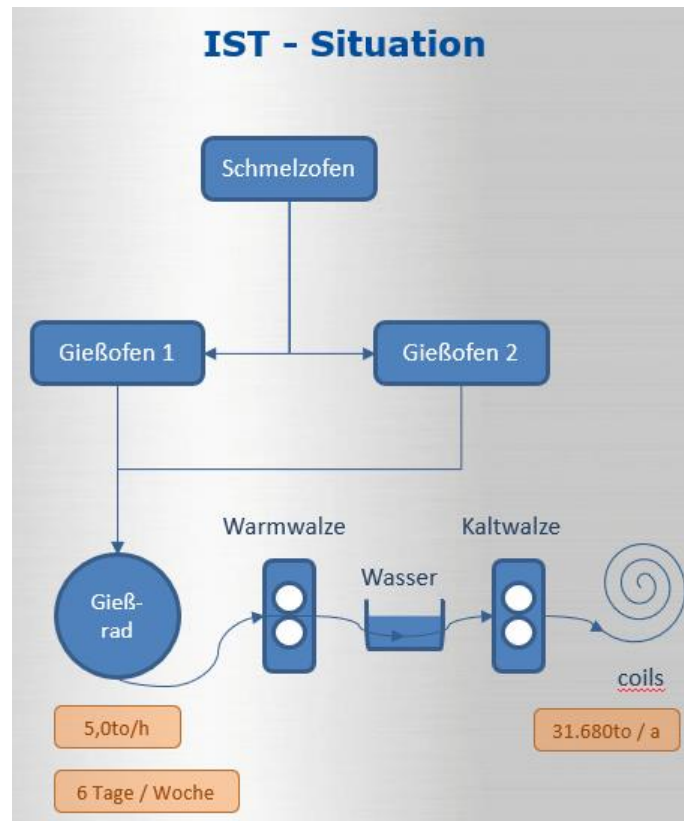 IST - Situation
Schmelzofen
Gießofen 1
Gießofen 2
Warmwalze
Kaltwalze
Wasser
Gieß-
rad
coils
5,0to/h
31.680to / a
6 Tage / Woche